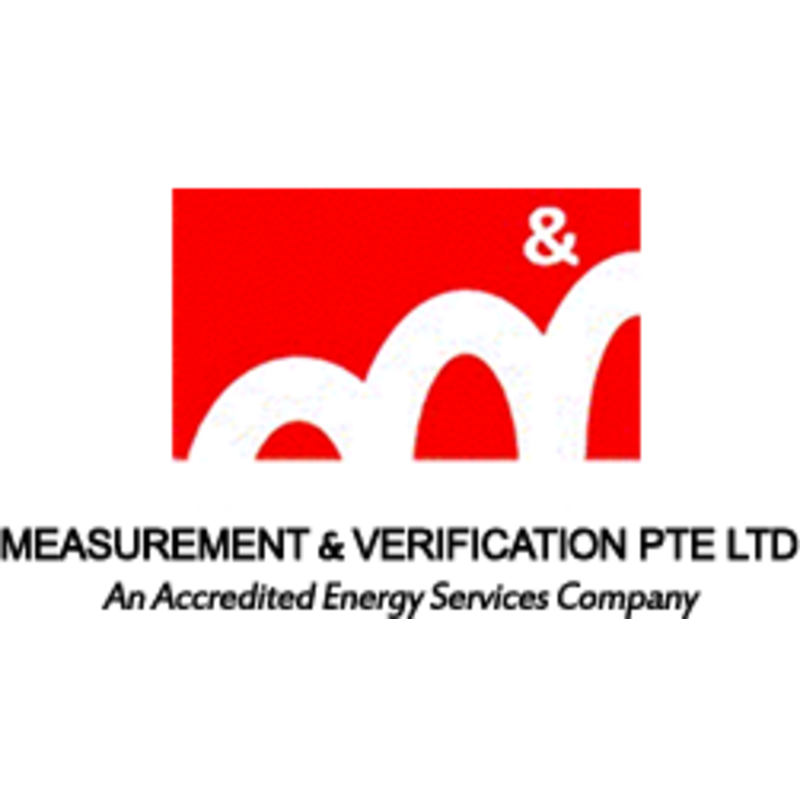 &
MEASUREMENT & VERIFICATION PTE LTD
An Accredited Energy Services Company